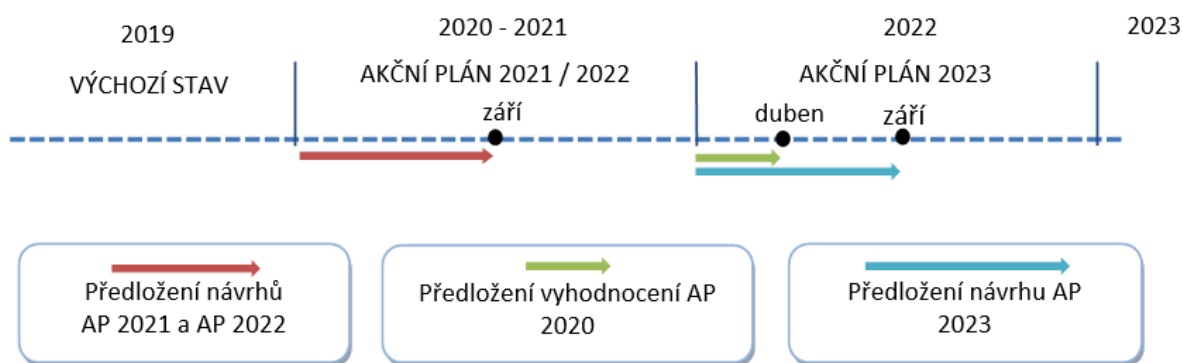 2019
2020 - 2021
2022
2023
VÝCHOZÍ STAV
AKČNÍ PLÁN 2021 / 2022
AKČNÍ PLÁN 2023
září
duben
září
Předložení návrhů
AP 2021 a AP 2022
Předložení vyhodnocení AP
2020
Předložení návrhu AP
2023